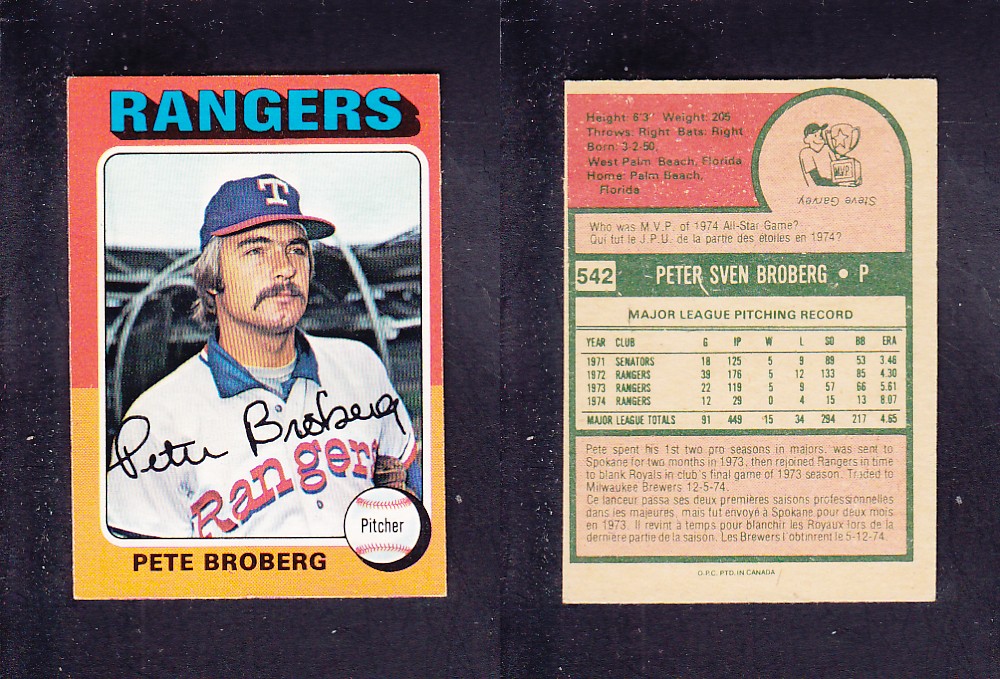 RANGERS
T
Pete Broberg
Rangers
Pitcher
PETE BROBERG
Height: 6'3" Weight: 205
Throws: Right Bats: Right
Born: 3-2-50,
West Palm Beach, Florida
Home: Palm Beach,
Florida
MVP
Steve Garvey
Who was M.V.P. of 1974 All-Star Game?
Qui fut le J.P.U. de la partie des étoiles en 1974?
542 PETER SVEN BROBERG • P
MAJOR LEAGUE PITCHING RECORD
YEAR CLUB G IP W L SO BB ERA
1971 SENATORS 18 125 5 9 89 53 3.46
1972 RANGERS 39 176 5 12 133 85 4.30
1973 RANGERS 22 119 5 9 57 66 5.61
1974 RANGERS 12 29 0 4 15 13 8.07
MAJOR LEAGUE TOTALS 91 449 15 34 294 217 4.65
Pete spent his 1st two pro seasons in majors, was sent to
Spokane for two months in 1973, then rejoined Rangers in time
to blank Royals in club's final game of 1973 season. Traded to
Milwaukee Brewers 12-5-74.
Ce lanceur passa ses deux premières saisons professionnelles
dans les majeures, mais fut envoyé à Spokane pour deux mois
en 1973. Il revint à temps pour blanchir les Royaux lors de la
dernière partie de la saison. Les Brewers l'obtinrent le 5-12-74.
O.P.C. PTD. IN CANADA